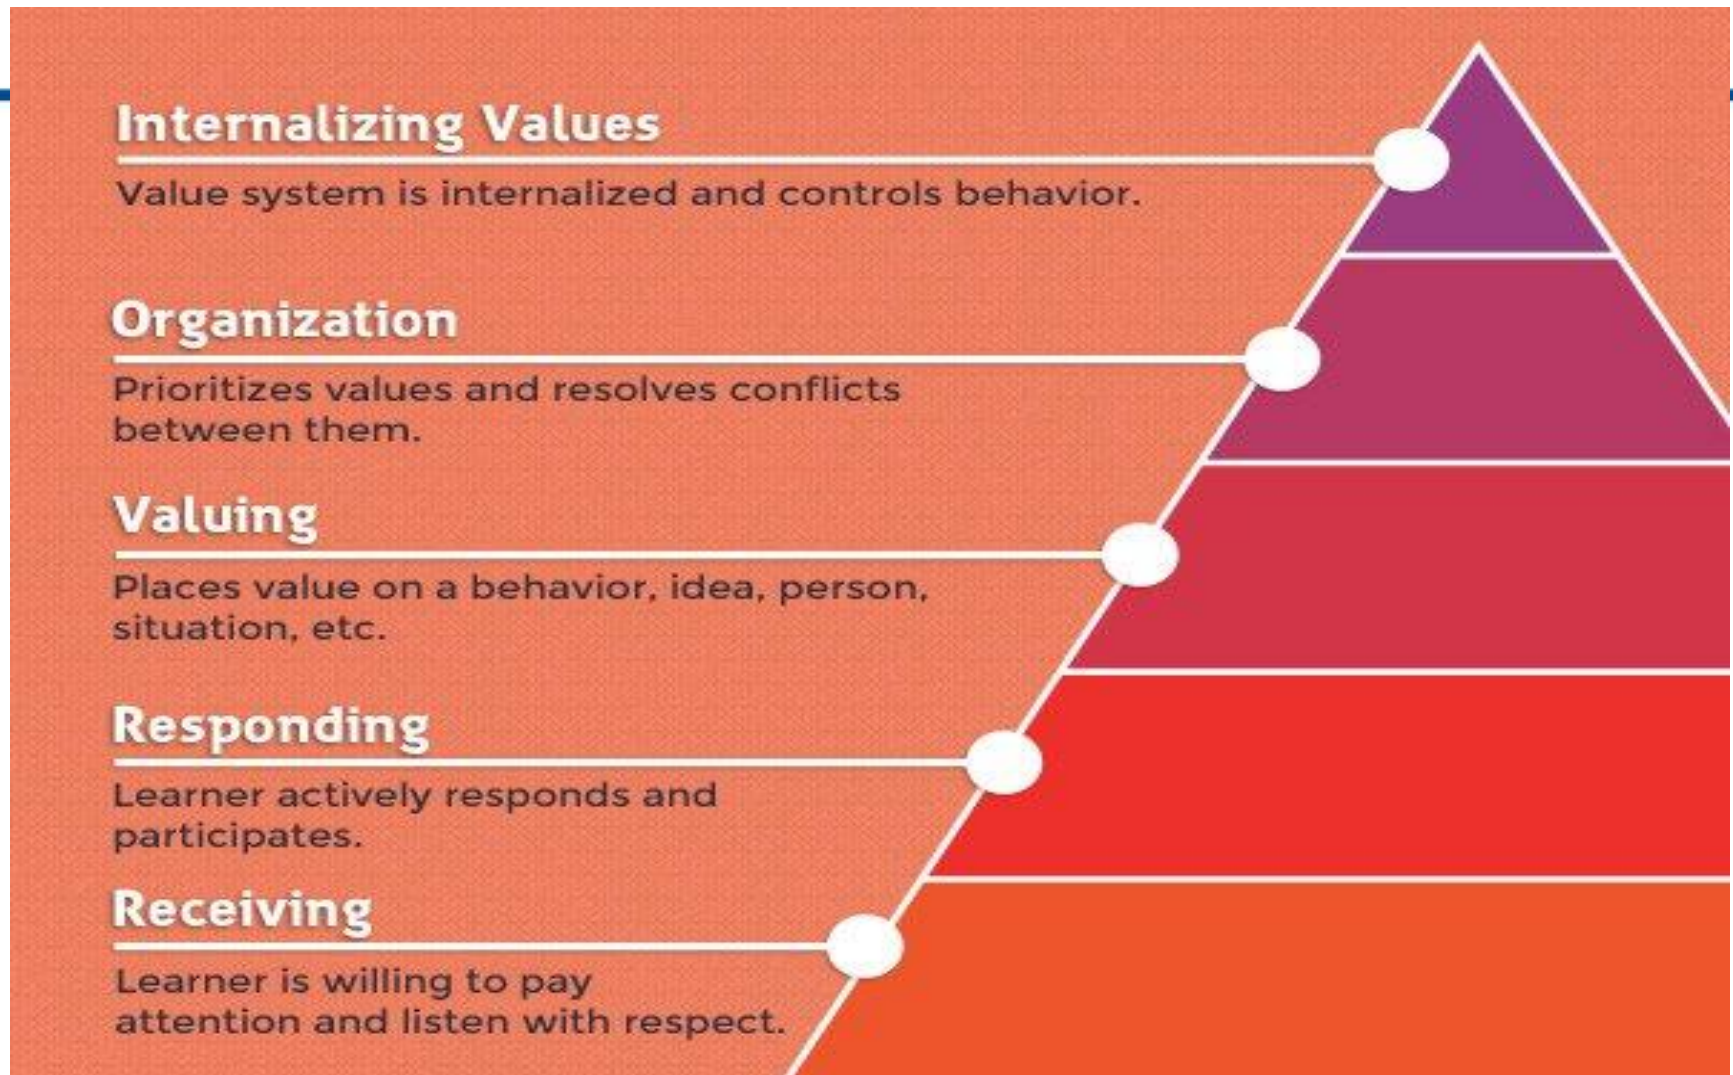 Internalizing Values
Value system is internalized and controls behavior.
Organization
Prioritizes values and resolves conflicts
between them.
Valuing
Places value on a behavior, idea, person,
situation, etc.
Responding
Learner actively responds and
participates.
Receiving
Learner is willing to pay
attention and listen with respect.